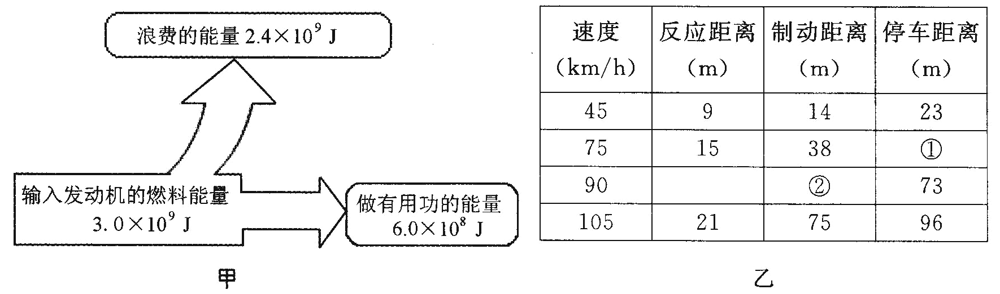 浪费的能量 2.4×10⁹ J
输入发动机的燃料能量
3.0×10⁹ J
做有用功的能量
6.0×10⁸ J
甲
速度 反应距离 制动距离 停车距离
(km/h) (m) (m) (m)
45 9 14 23
75 15 38 ①
90 ② 73
105 21 75 96
乙